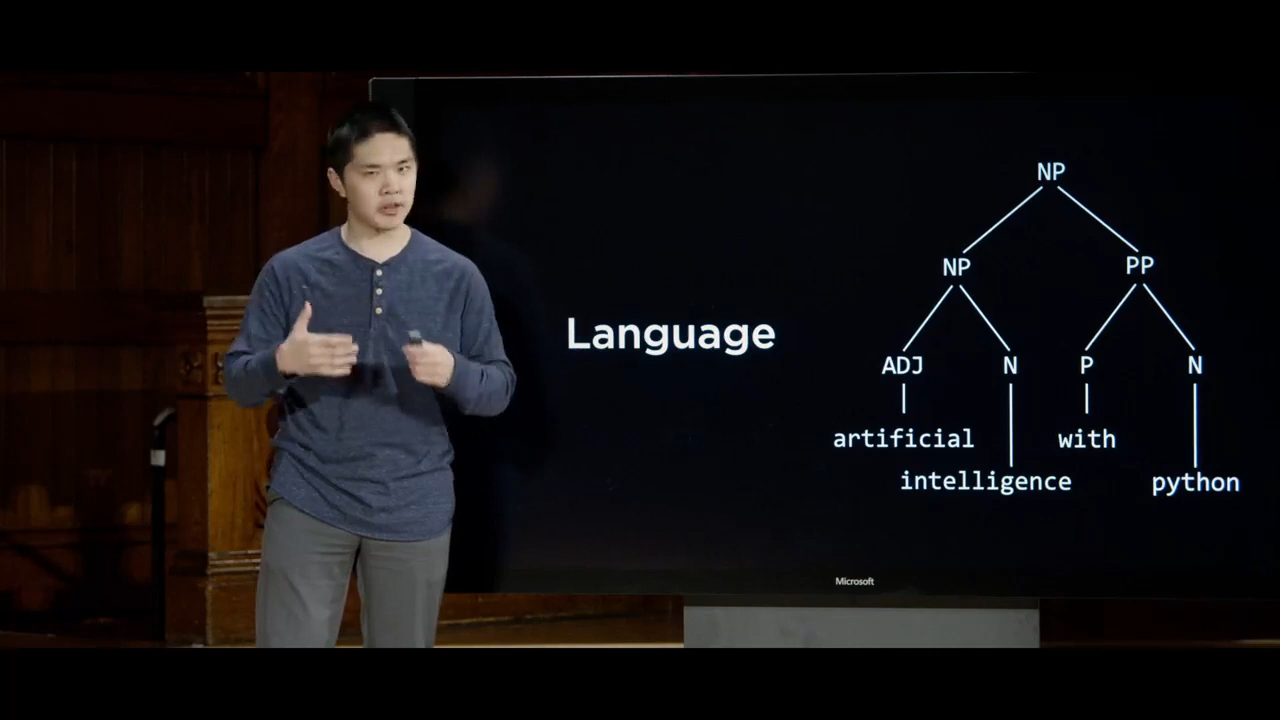 Language
NP
NP PP
ADJ N P N
artificial with
intelligence python
Microsoft